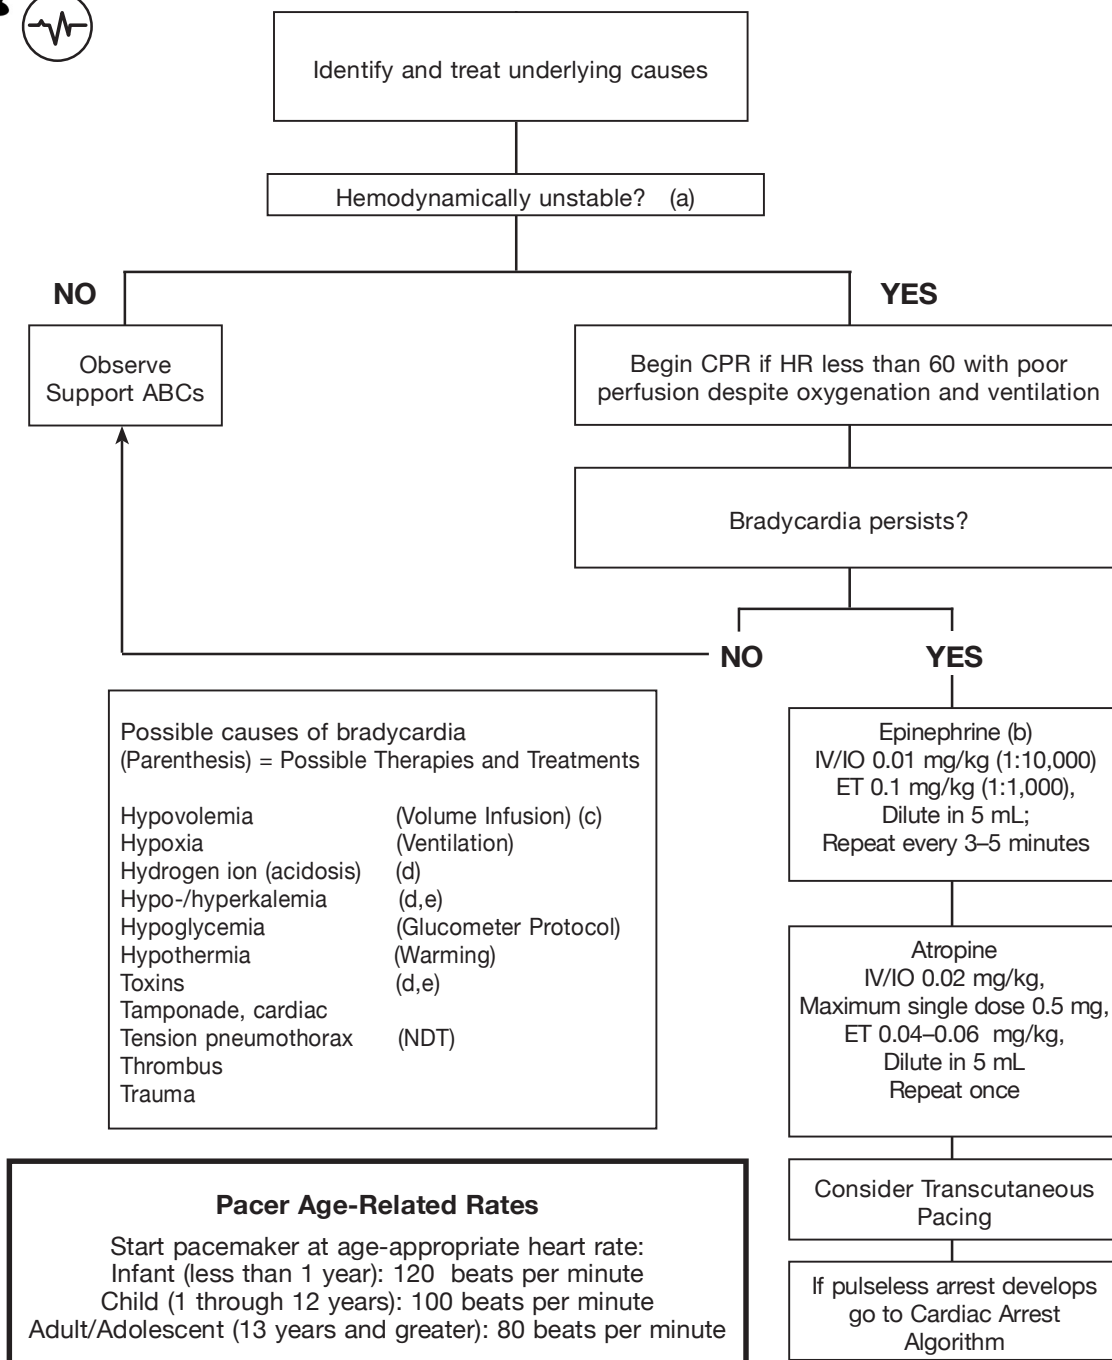 Identify and treat underlying causes
Hemodynamically unstable? (a)
NO
YES
Observe
Support ABCs
Begin CPR if HR less than 60 with poor
perfusion despite oxygenation and ventilation
Bradycardia persists?
NO
YES
Possible causes of bradycardia
(Parenthesis) = Possible Therapies and Treatments
Hypovolemia (Volume Infusion) (c)
Hypoxia (Ventilation)
Hydrogen ion (acidosis) (d)
Hypo-/hyperkalemia (d,e)
Hypoglycemia (Glucometer Protocol)
Hypothermia (Warming)
Toxins (d,e)
Tamponade, cardiac
Tension pneumothorax (NDT)
Thrombus
Trauma
Epinephrine (b)
IV/IO 0.01 mg/kg (1:10,000)
ET 0.1 mg/kg (1:1,000),
Dilute in 5 mL;
Repeat every 3–5 minutes
Atropine
IV/IO 0.02 mg/kg,
Maximum single dose 0.5 mg,
ET 0.04–0.06 mg/kg,
Dilute in 5 mL
Repeat once
Consider Transcutaneous
Pacing
If pulseless arrest develops
go to Cardiac Arrest
Algorithm
Pacer Age-Related Rates
Start pacemaker at age-appropriate heart rate:
Infant (less than 1 year): 120 beats per minute
Child (1 through 12 years): 100 beats per minute
Adult/Adolescent (13 years and greater): 80 beats per minute